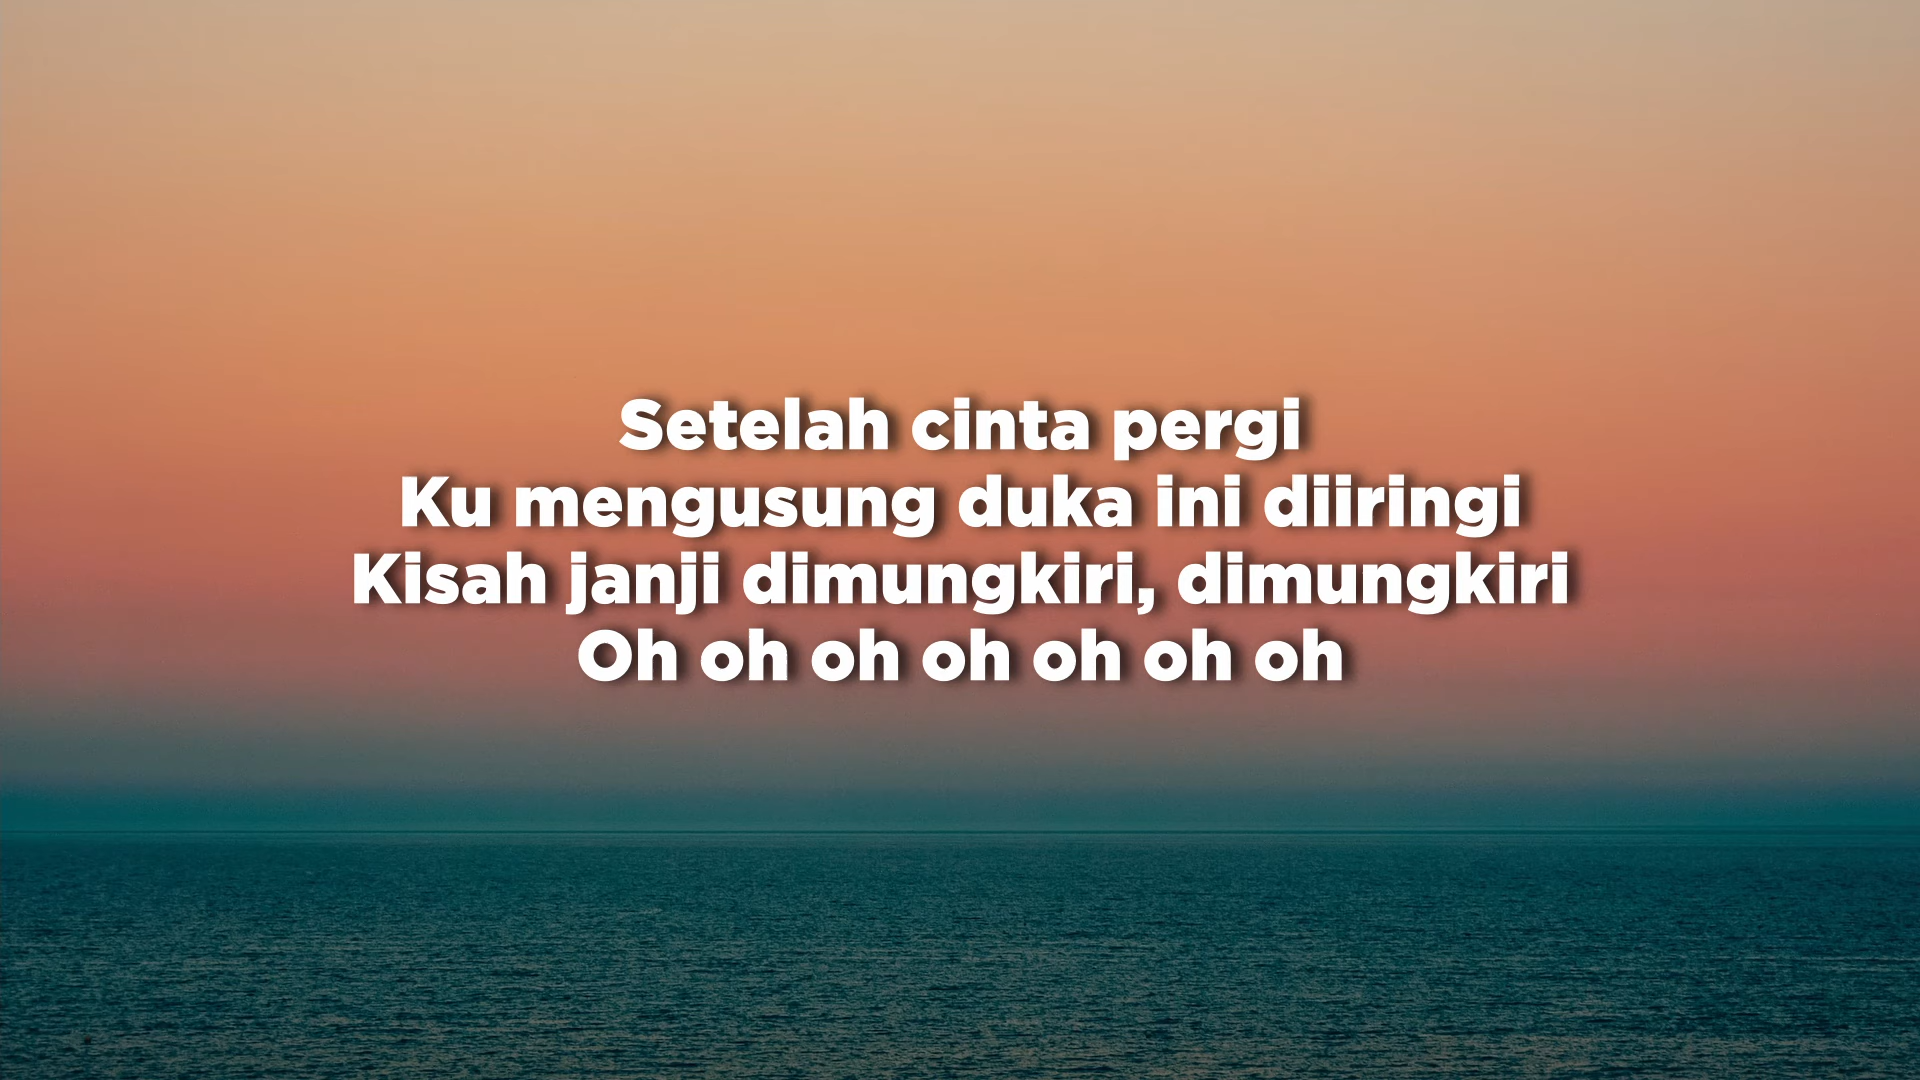 Setelah cinta pergi
Ku mengusung duka ini diiringi
Kisah janji dimungkiri, dimungkiri
Oh oh oh oh oh oh oh